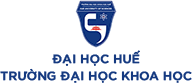 ĐẠI HỌC HUẾ
TRƯỜNG ĐẠI HỌC KHOA HỌC